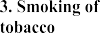 3. Smoking of
tobacco